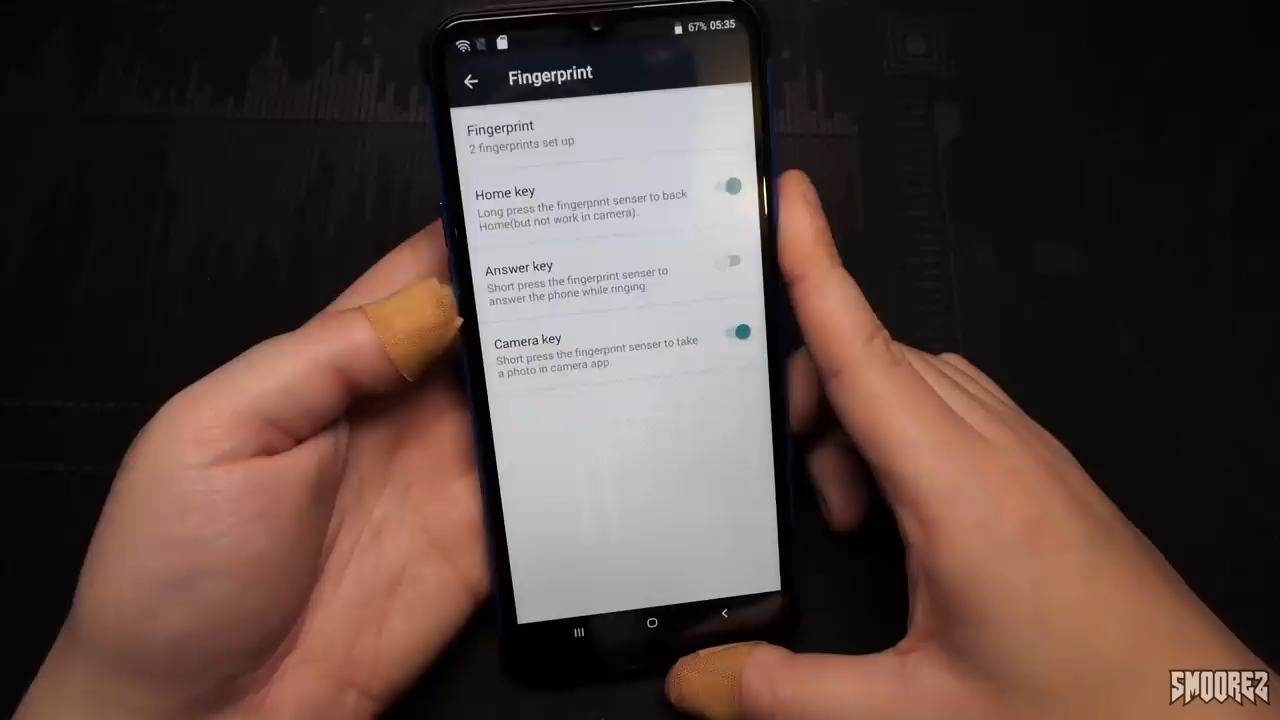 67% 05:35
Fingerprint
Fingerprint
2 fingerprints set up
Home key
Long press the fingerprint senser to back
Home(but not work in camera).
Answer key
Short press the fingerprint senser to
answer the phone while ringing.
Camera key
Short press the fingerprint senser to take
a photo in camera app.
SMOOREZ